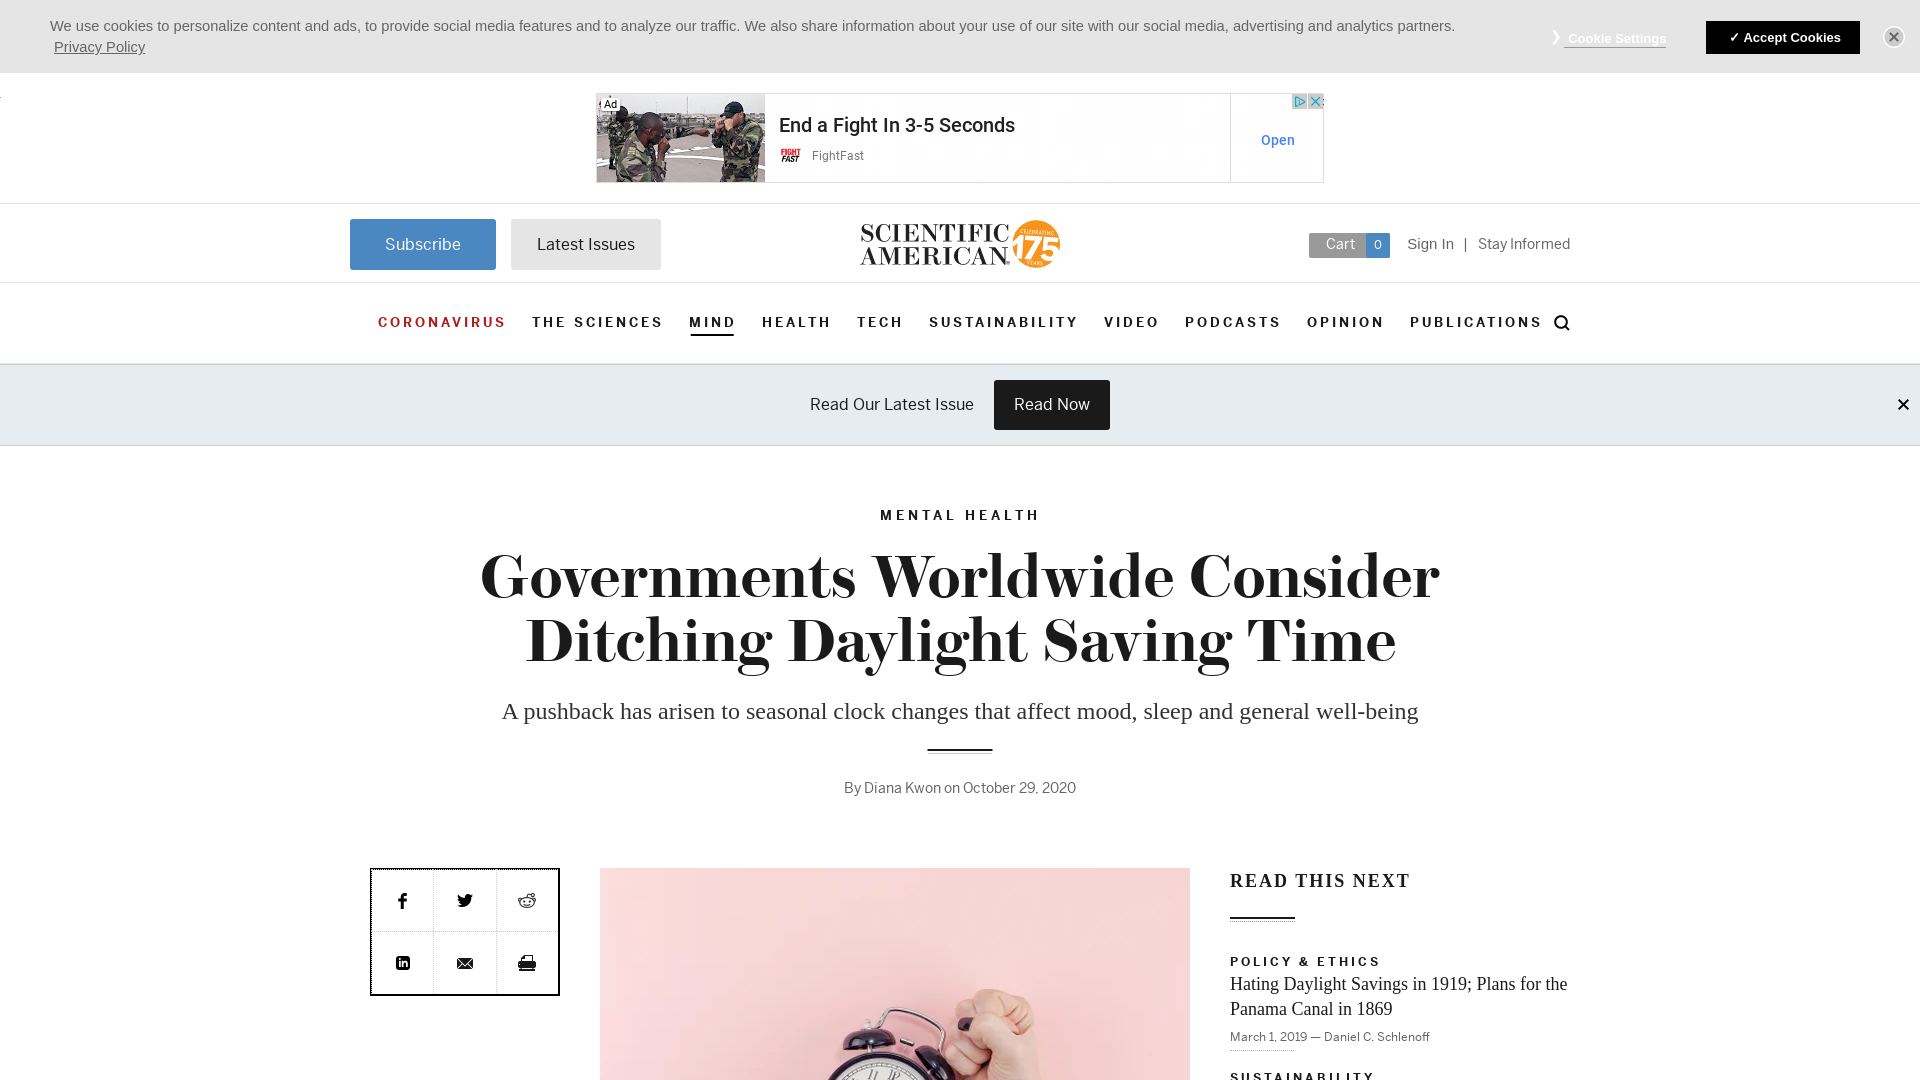 We use cookies to personalize content and ads, to provide social media features and to analyze our traffic. We also share information about your use of our site with our social media, advertising and analytics partners.
Privacy Policy
❯ Cookie Settings
✓ Accept Cookies
Ad
End a Fight In 3-5 Seconds
FIGHT FAST
FightFast
Open
Subscribe
Latest Issues
SCIENTIFIC
AMERICAN
CELEBRATING
175
YEARS
Cart 0
Sign In | Stay Informed
CORONAVIRUS THE SCIENCES MIND HEALTH TECH SUSTAINABILITY VIDEO PODCASTS OPINION PUBLICATIONS
Read Our Latest Issue Read Now
MENTAL HEALTH
Governments Worldwide Consider
Ditching Daylight Saving Time
A pushback has arisen to seasonal clock changes that affect mood, sleep and general well-being
By Diana Kwon on October 29, 2020
READ THIS NEXT
POLICY & ETHICS
Hating Daylight Savings in 1919; Plans for the
Panama Canal in 1869
March 1, 2019 — Daniel C. Schlenoff
SUSTAINABILITY